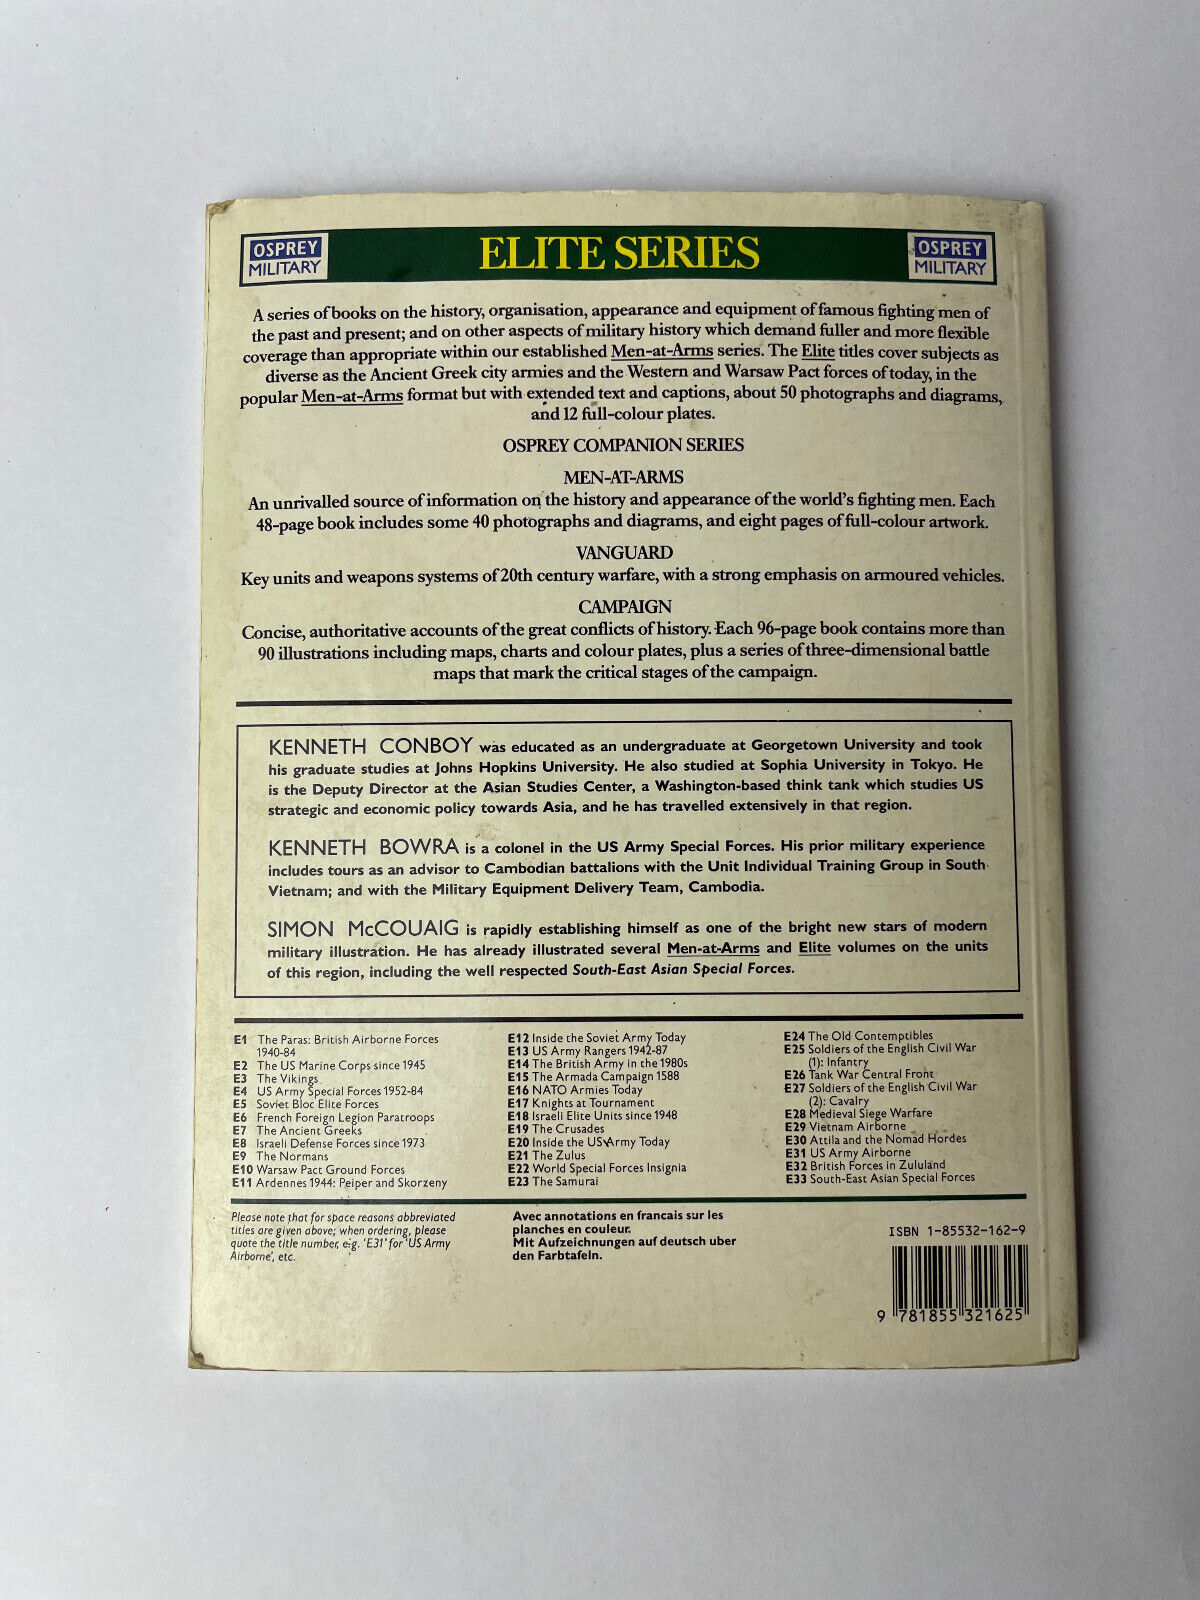 OSPREY
MILITARY
ELITE SERIES
OSPREY
MILITARY
A series of books on the history, organisation, appearance and equipment of famous fighting men of
the past and present; and on other aspects of military history which demand fuller and more flexible
coverage than appropriate within our established Men-at-Arms series. The Elite titles cover subjects as
diverse as the Ancient Greek city armies and the Western and Warsaw Pact forces of today, in the
popular Men-at-Arms format but with extended text and captions, about 50 photographs and diagrams,
and 12 full-colour plates.
OSPREY COMPANION SERIES
MEN-AT-ARMS
An unrivalled source of information on the history and appearance of the world's fighting men. Each
48-page book includes some 40 photographs and diagrams, and eight pages of full-colour artwork.
VANGUARD
Key units and weapons systems of 20th century warfare, with a strong emphasis on armoured vehicles.
CAMPAIGN
Concise, authoritative accounts of the great conflicts of history. Each 96-page book contains more than
90 illustrations including maps, charts and colour plates, plus a series of three-dimensional battle
maps that mark the critical stages of the campaign.
KENNETH CONBOY was educated as an undergraduate at Georgetown University and took
his graduate studies at Johns Hopkins University. He also studied at Sophia University in Tokyo. He
is the Deputy Director at the Asian Studies Center, a Washington-based think tank which studies US
strategic and economic policy towards Asia, and he has travelled extensively in that region.
KENNETH BOWRA is a colonel in the US Army Special Forces. His prior military experience
includes tours as an advisor to Cambodian battalions with the Unit Individual Training Group in South
Vietnam; and with the Military Equipment Delivery Team, Cambodia.
SIMON McCOUAIG is rapidly establishing himself as one of the bright new stars of modern
military illustration. He has already illustrated several Men-at-Arms and Elite volumes on the units
of this region, including the well respected South-East Asian Special Forces.
E1 The Paras: British Airborne Forces
1940-84
E2 The US Marine Corps since 1945
E3 The Vikings
E4 US Army Special Forces 1952-84
E5 Soviet Bloc Elite Forces
E6 French Foreign Legion Paratroops
E7 The Ancient Greeks
E8 Israeli Defense Forces since 1973
E9 The Normans
E10 Warsaw Pact Ground Forces
E11 Ardennes 1944: Peiper and Skorzeny
E12 Inside the Soviet Army Today
E13 US Army Rangers 1942-87
E14 The British Army in the 1980s
E15 The Armada Campaign 1588
E16 NATO Armies Today
E17 Knights at Tournament
E18 Israeli Elite Units since 1948
E19 The Crusades
E20 Inside the US Army Today
E21 The Zulus
E22 World Special Forces Insignia
E23 The Samurai
E24 The Old Contemptibles
E25 Soldiers of the English Civil War
(1): Infantry
E26 Tank War Central Front
E27 Soldiers of the English Civil War
(2): Cavalry
E28 Medieval Siege Warfare
E29 Vietnam Airborne
E30 Attila and the Nomad Hordes
E31 US Army Airborne
E32 British Forces in Zululand
E33 South-East Asian Special Forces
Please note that for space reasons abbreviated
titles are given above; when ordering, please
quote the title number, e.g. 'E31' for 'US Army
Airborne', etc.
Avec annotations en francais sur les
planches en couleur.
Mit Aufzeichnungen auf deutsch uber
den Farbtafeln.
ISBN 1-85532-162-9
9 781855 321625